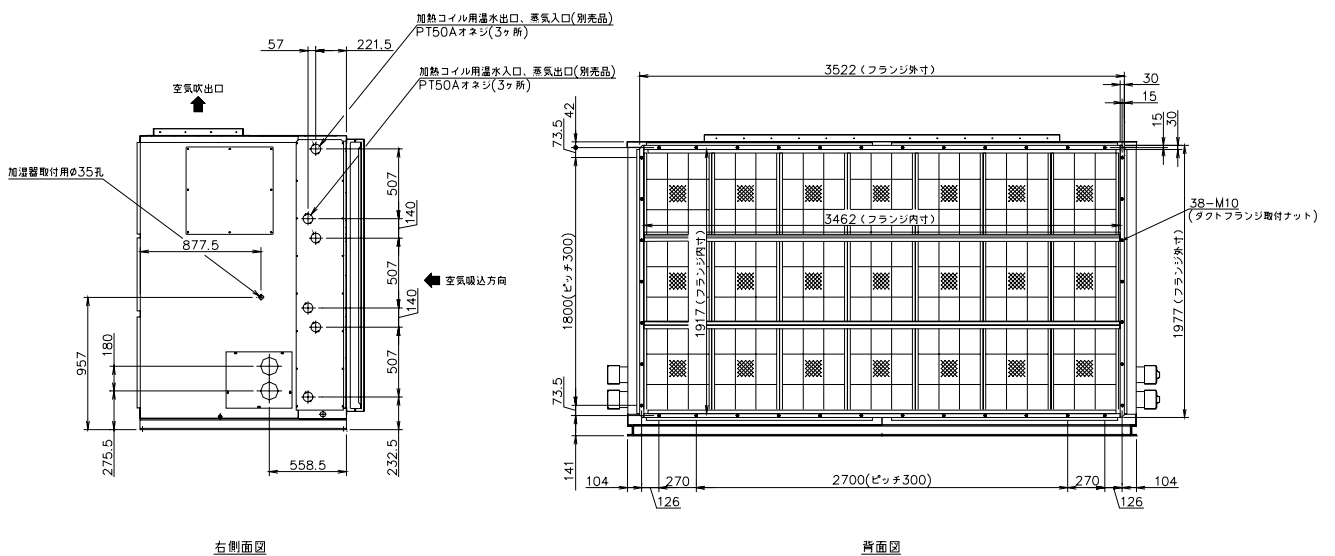 加熱コイル用温水出口、蒸気入口(別売品)
PT50Aオネジ(3ヶ所)
57
221.5
加熱コイル用温水入口、蒸気出口(別売品)
PT50Aオネジ(3ヶ所)
空気吹出口
加湿器取付用φ35孔
877.5
507
140
507
140
507
空気吸込方向
957
180
275.5
558.5
232.5
右側面図
3522(フランジ外寸)
30
15
42
73.5
15
30
38-M10
(ダクトフランジ取付ナット)
3462(フランジ内寸)
1800(ピッチ300)
1917(フランジ内寸)
1977(フランジ外寸)
73.5
141
104
126
270
2700(ピッチ300)
270
126
104
背面図